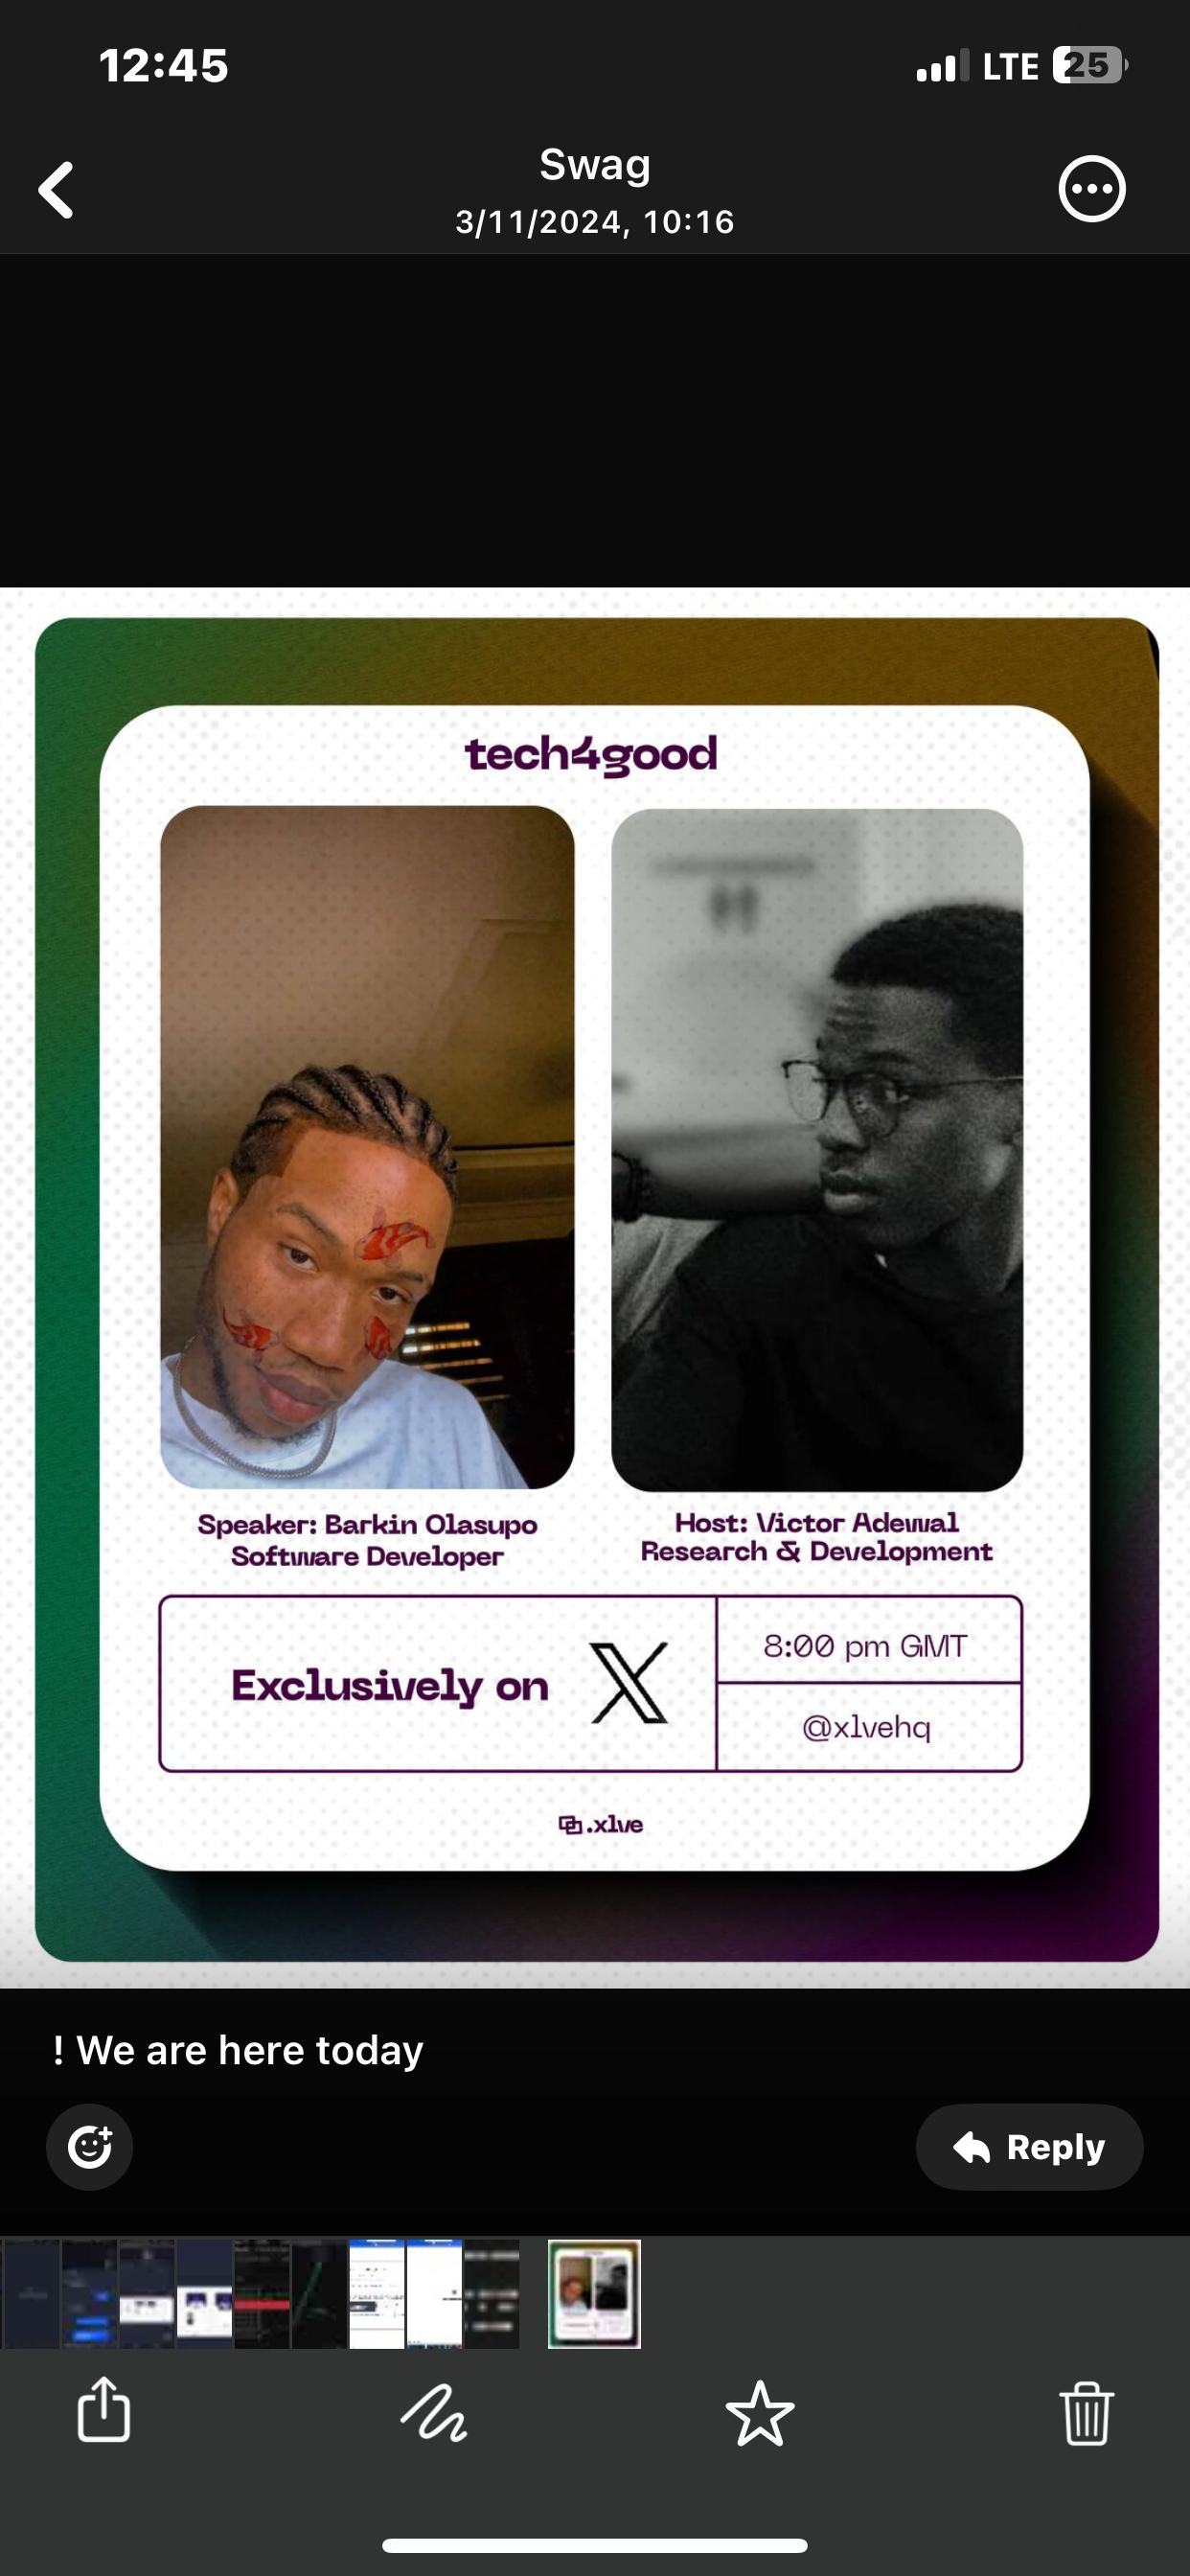 12:45
LTE 25
Swag
3/11/2024, 10:16
tech4good
Speaker: Barkin Olasupo
Software Developer
Host: Victor Adewal
Research & Development
Exclusively on X
8:00 pm GMT
@xlvehq
.xlve
! We are here today
Reply